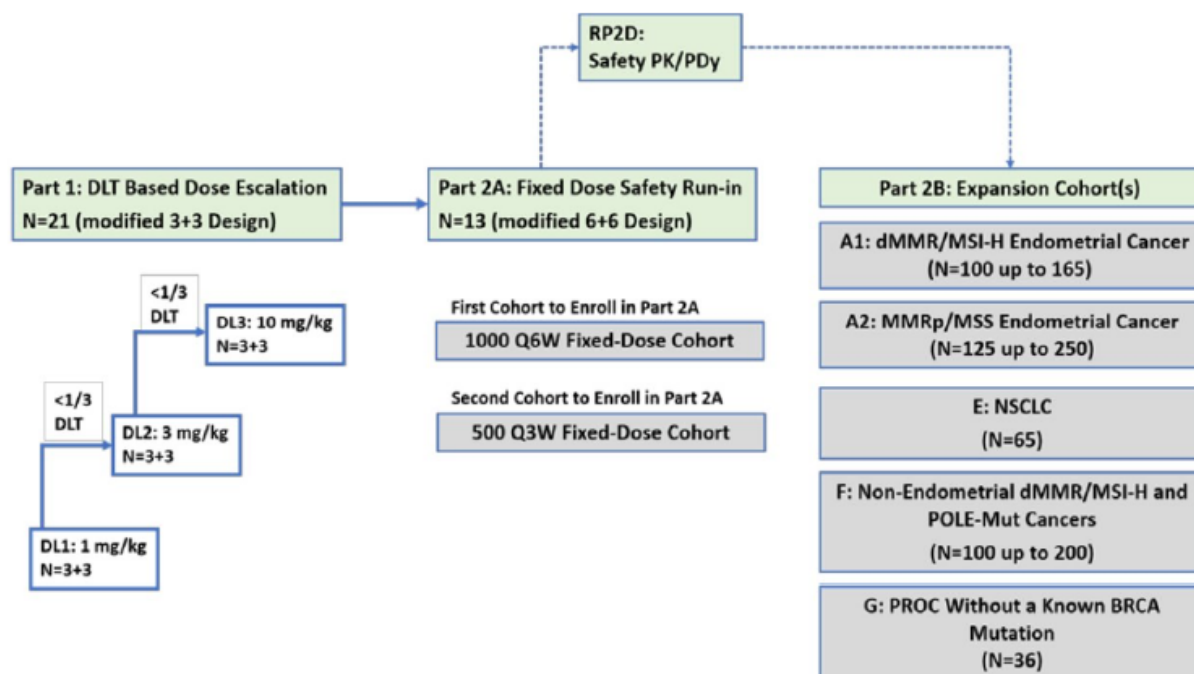 RP2D:
Safety PK/PDy
Part 1: DLT Based Dose Escalation
N=21 (modified 3+3 Design)
Part 2A: Fixed Dose Safety Run-in
N=13 (modified 6+6 Design)
Part 2B: Expansion Cohort(s)
<1/3
DLT
DL3: 10 mg/kg
N=3+3
<1/3
DLT
DL2: 3 mg/kg
N=3+3
DL1: 1 mg/kg
N=3+3
First Cohort to Enroll in Part 2A
1000 Q6W Fixed-Dose Cohort
Second Cohort to Enroll in Part 2A
500 Q3W Fixed-Dose Cohort
A1: dMMR/MSI-H Endometrial Cancer
(N=100 up to 165)
A2: MMRp/MSS Endometrial Cancer
(N=125 up to 250)
E: NSCLC
(N=65)
F: Non-Endometrial dMMR/MSI-H and
POLE-Mut Cancers
(N=100 up to 200)
G: PROC Without a Known BRCA
Mutation
(N=36)